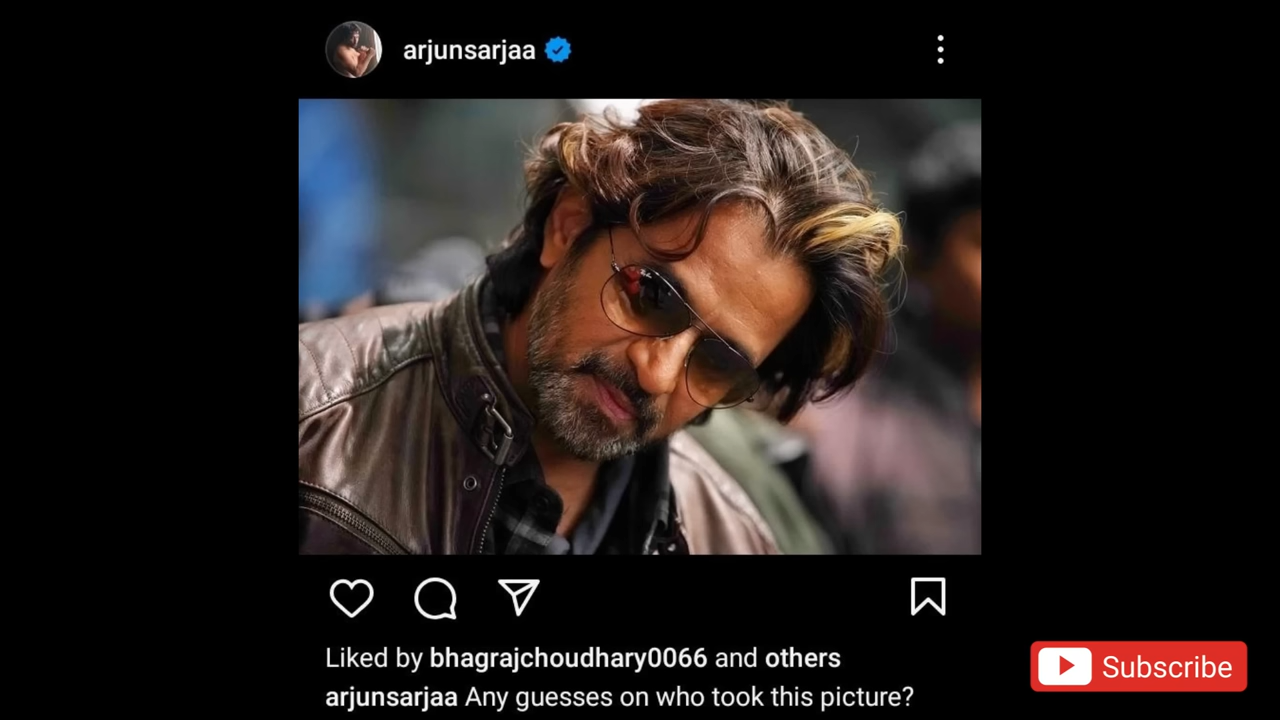 arjunsarjaa
Liked by bhagrajchoudhary0066 and others
arjunsarjaa Any guesses on who took this picture?
Subscribe